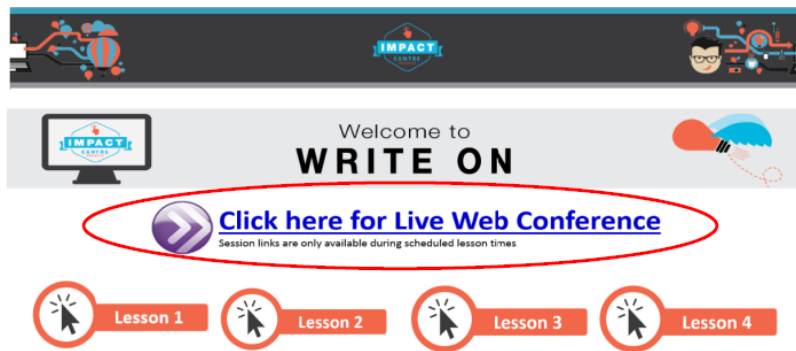 IMPACT
CENTRE
IMPACT
CENTRE
Welcome to
WRITE ON
Click here for Live Web Conference
Session links are only available during scheduled lesson times
Lesson 1
Lesson 2
Lesson 3
Lesson 4